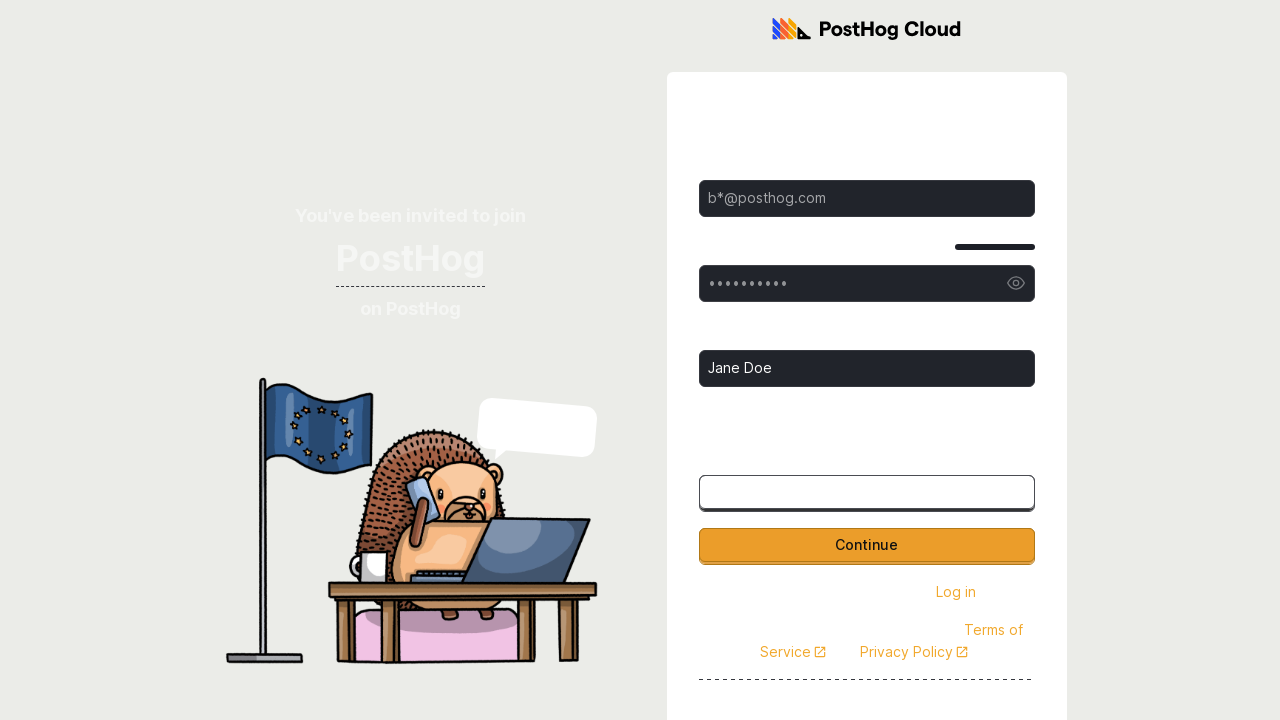 PostHog Cloud
You've been invited to join
PostHog
on PostHog
b*@posthog.com
••••••••••
Jane Doe
Continue
Log in
Terms of
Service
Privacy Policy